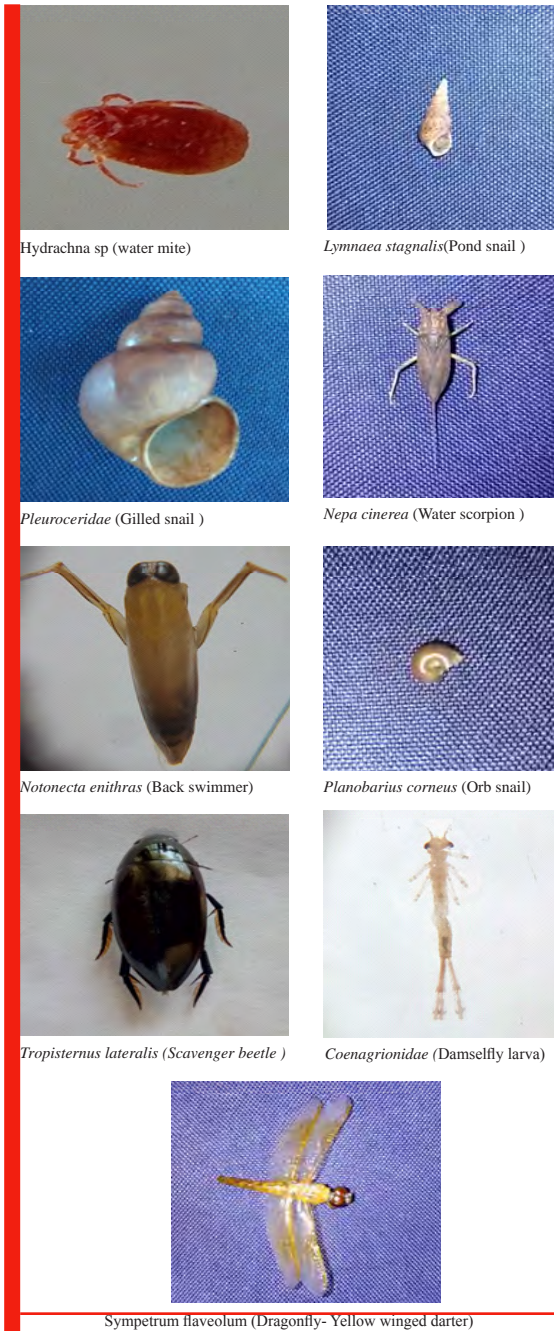 Hydrachna sp (water mite)
Lymnaea stagnalis(Pond snail )
Pleuroceridae (Gilled snail )
Nepa cinerea (Water scorpion )
Notonecta enithras (Back swimmer)
Planobarius corneus (Orb snail)
Tropisternus lateralis (Scavenger beetle )
Coenagrionidae (Damselfly larva)
Sympetrum flaveolum (Dragonfly- Yellow winged darter)